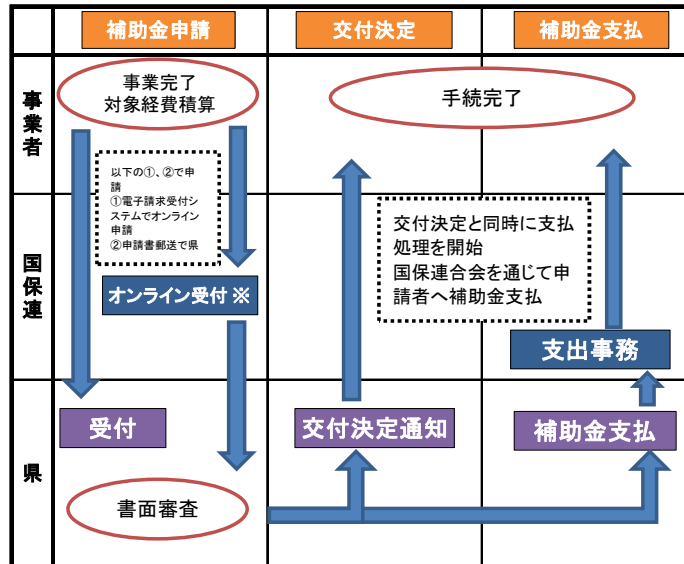 補助金申請
交付決定
補助金支払
事業者
事業完了
対象経費積算
手続完了
以下の①、②で申
請
①電子請求受付シ
ステムでオンライン
申請
②申請書郵送で県
国保連
オンライン受付※
交付決定と同時に支払
処理を開始
国保連合会を通じて申
請者へ補助金支払
支出事務
県
受付
交付決定通知
補助金支払
書面審査